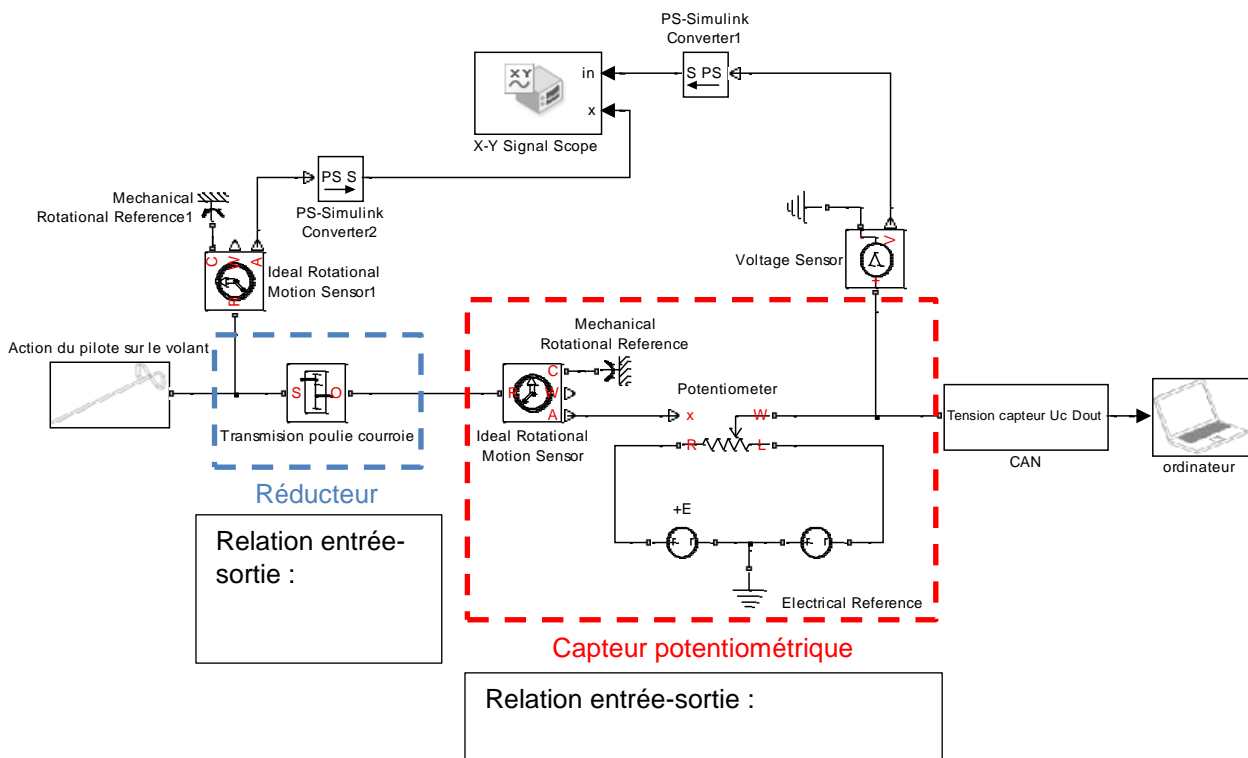 PS-Simulink
Converter1
in
S PS
x
X-Y Signal Scope
PS S
PS-Simulink
Converter2
Mechanical
Rotational Reference1
C
W
A
R
Ideal Rotational
Motion Sensor1
V
-
+
Voltage Sensor
Action du pilote sur le volant
S
O
Transmision poulie courroie
Réducteur
Mechanical
Rotational Reference
C
R
W
A
Ideal Rotational
Motion Sensor
Potentiometer
x
W
R
L
+E
Electrical Reference
Tension capteur Uc Dout
CAN
ordinateur
Capteur potentiométrique
Relation entrée-
sortie :
Relation entrée-sortie :